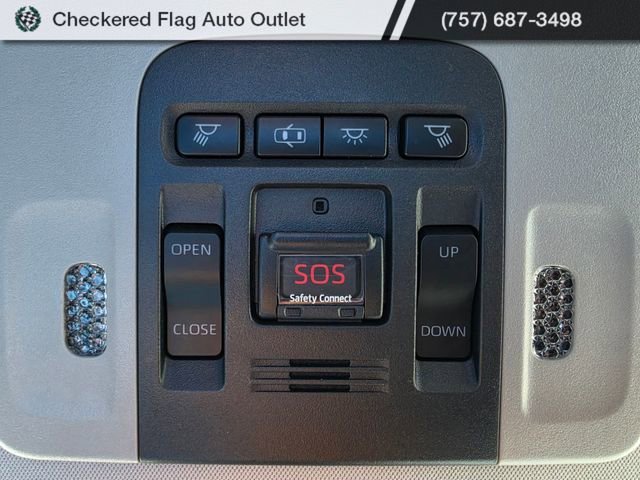 Checkered Flag Auto Outlet
(757) 687-3498
OPEN
CLOSE
SOS
Safety Connect
UP
DOWN